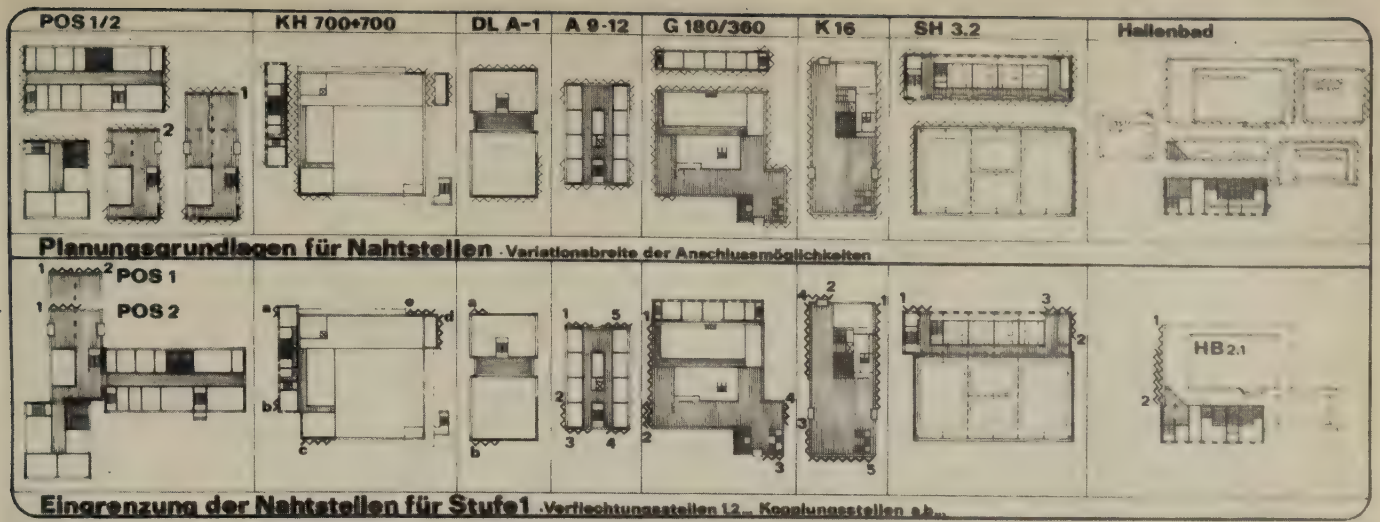 POS 1/2 KH 700+700 DL A-1 A 9-12 G 180/360 K 16 SH 3.2 Hallenbad
1
2
Planungsgrundlagen für Nahtstellen - Variationsbreite der Anschlussmöglichkeiten
1 2 POS 1
1 POS 2
a b c d e
a b
1 2 3 4 5
1 2 3 4
1 2 3 4 5
1 2 3
1 2 HB 2.1
Eingrenzung der Nahtstellen für Stufe 1 - Verflechtungsstellen 1,2... Kopplungsstellen a,b...